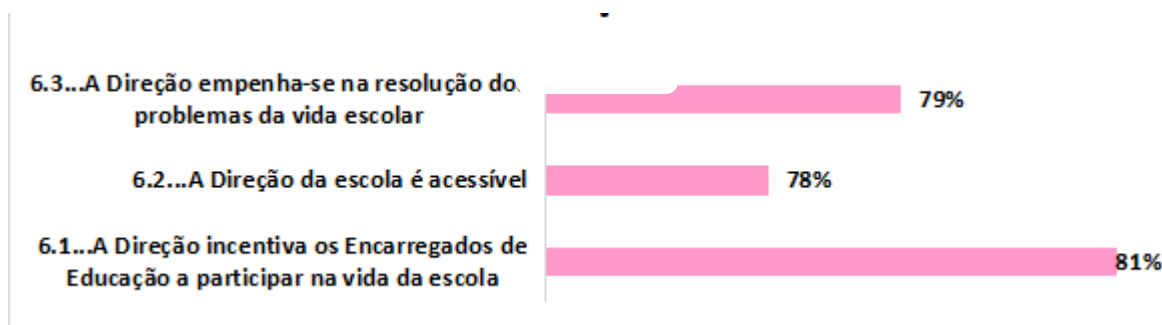 6.3...A Direção empenha-se na resolução do
problemas da vida escolar
79%
6.2...A Direção da escola é acessível
78%
6.1...A Direção incentiva os Encarregados de
Educação a participar na vida da escola
81%